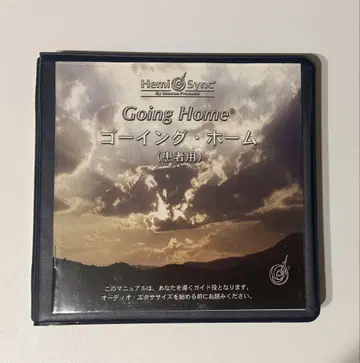 Hemi Sync®
By Monroe Products
Going Home®
ゴーイング・ホーム
(患者用)
このマニュアルは、あなたを導くガイド役となります。
オーディオ・エクササイズを始める前にお読みください。